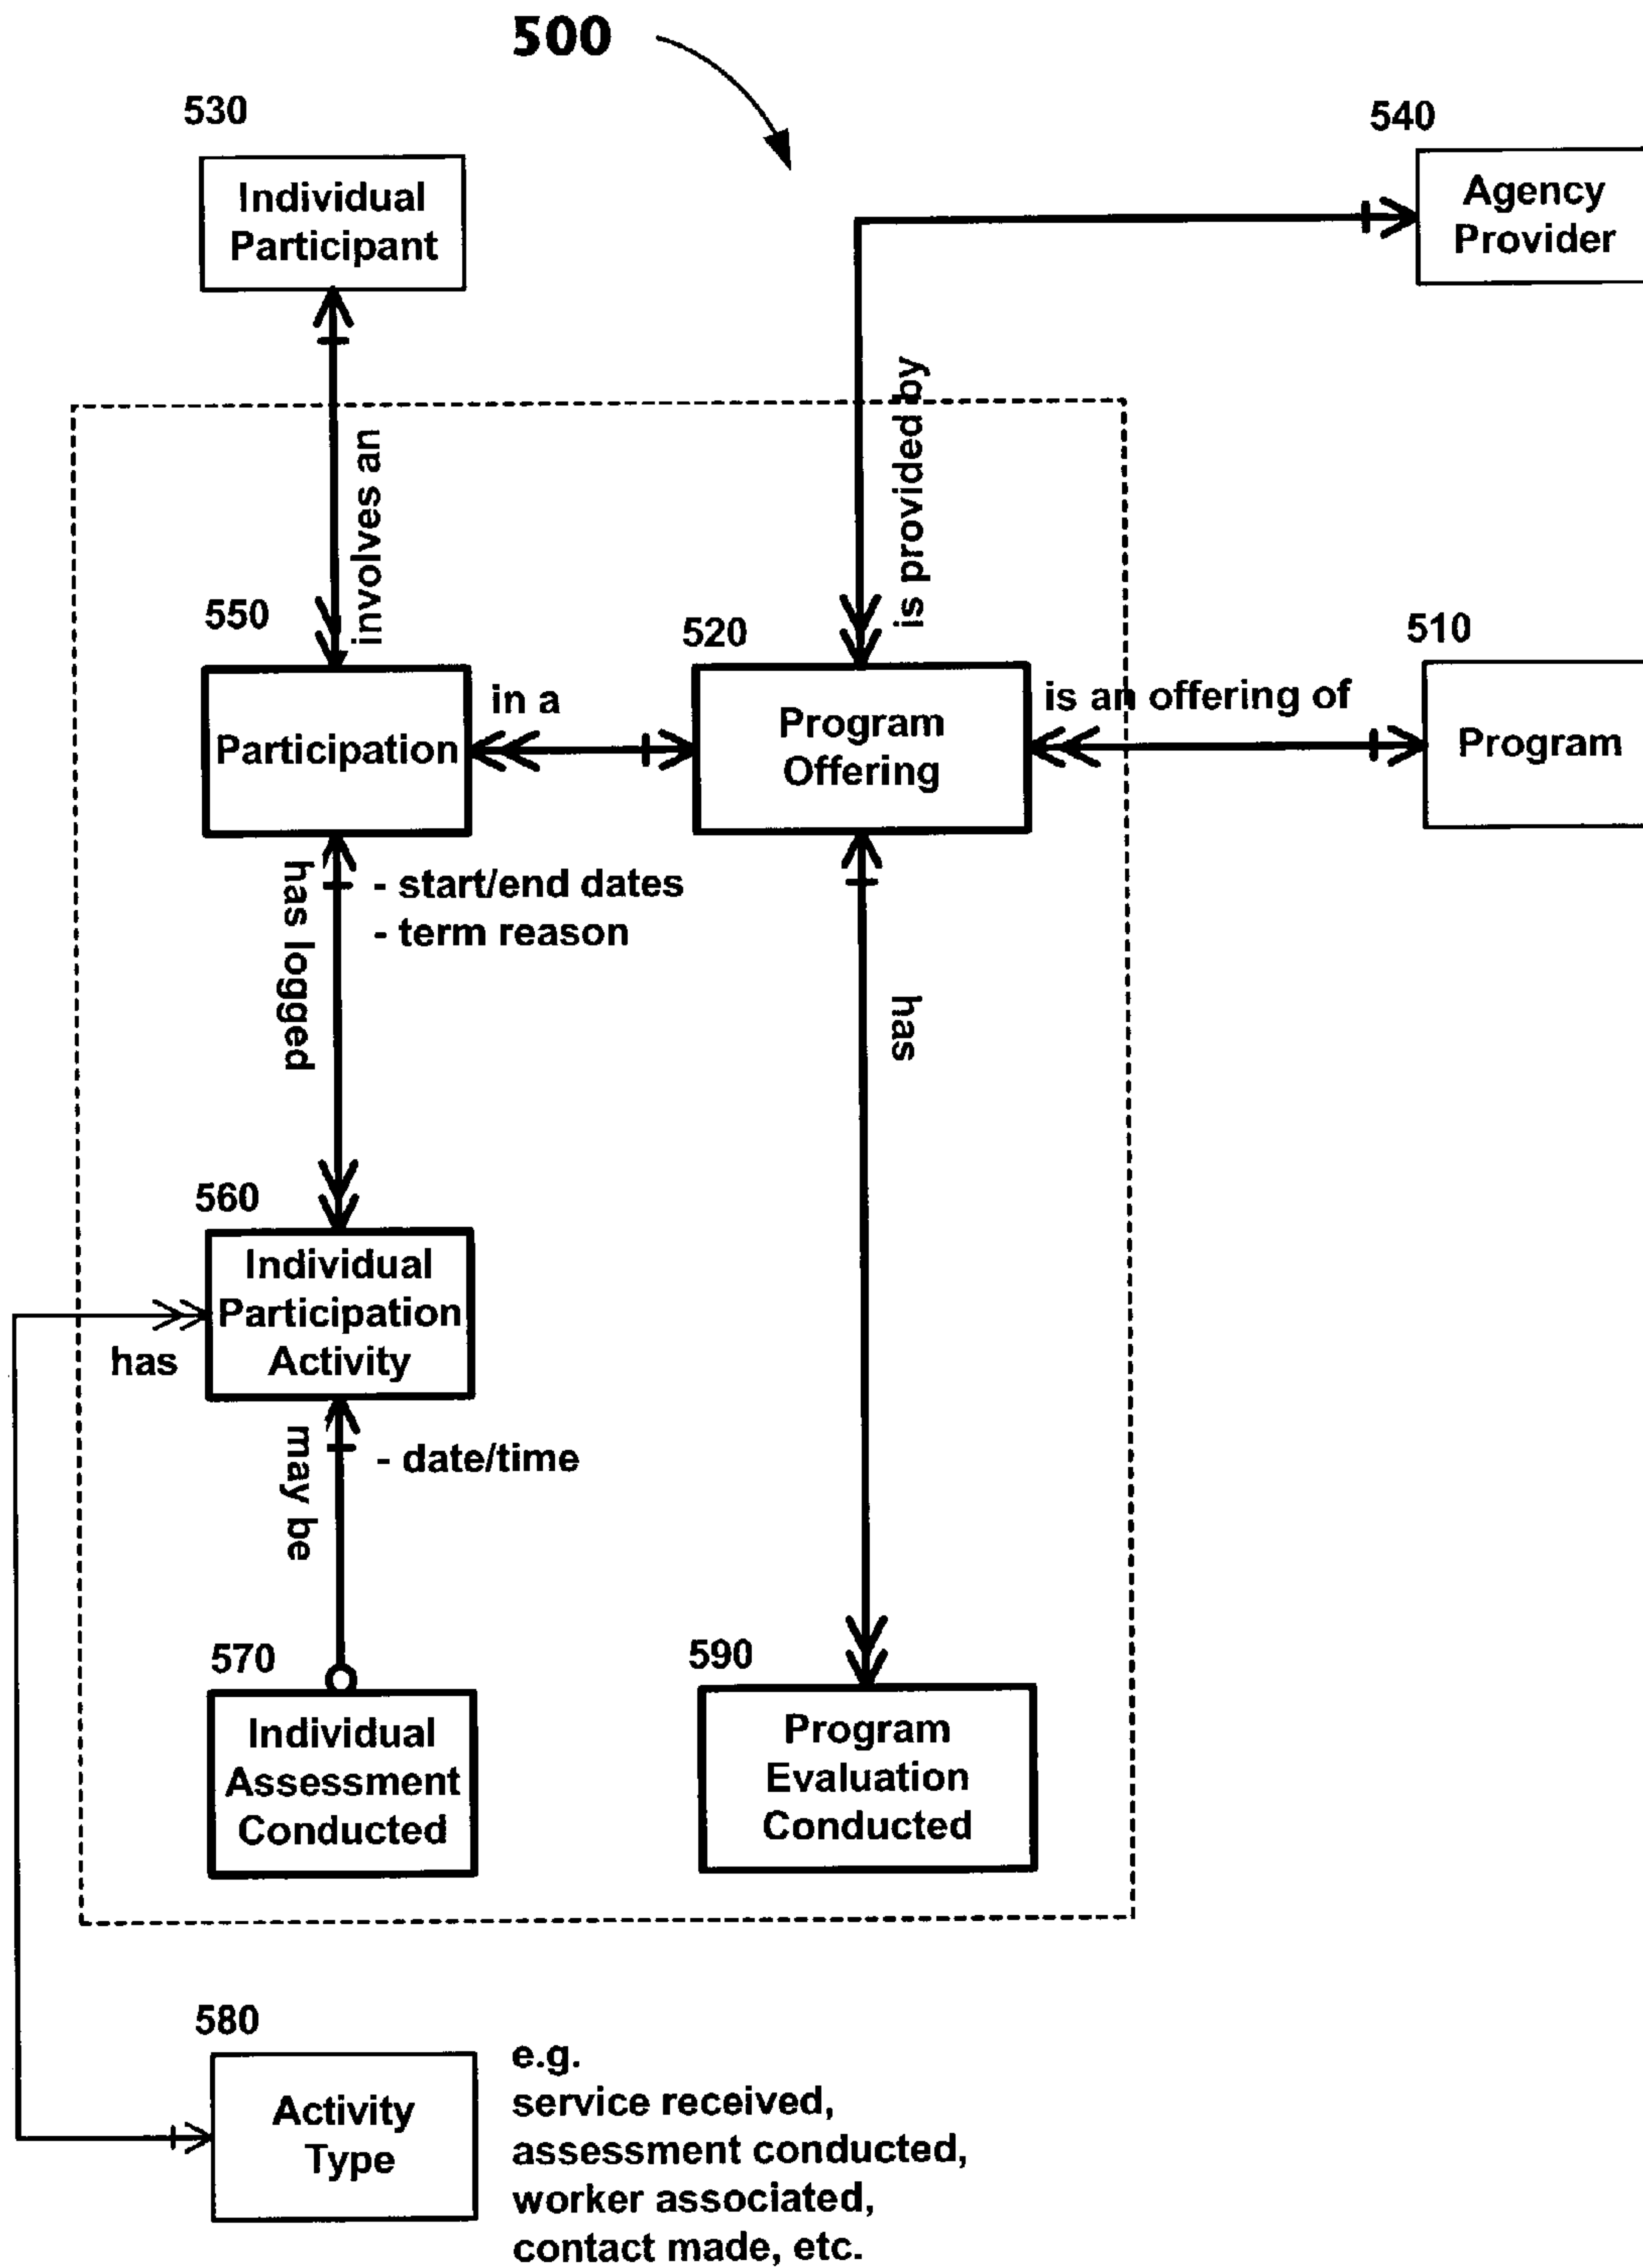 500
530
Individual
Participant
540
Agency
Provider
involves an
is provided by
550
Participation
in a
520
Program
Offering
is an offering of
510
Program
has logged
- start/end dates
- term reason
has
560
Individual
Participation
Activity
has
may be
- date/time
570
Individual
Assessment
Conducted
590
Program
Evaluation
Conducted
580
Activity
Type
e.g.
service received,
assessment conducted,
worker associated,
contact made, etc.